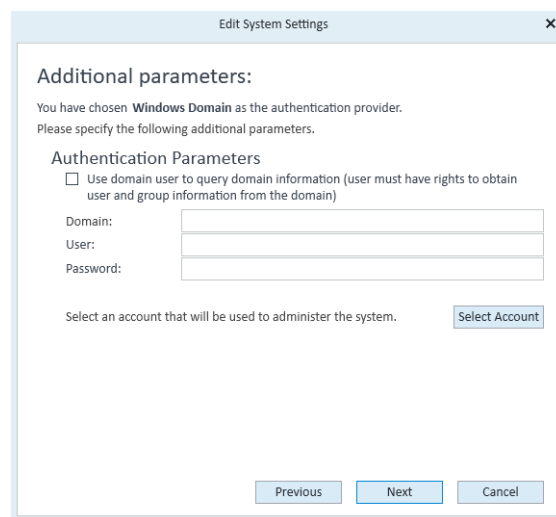 Edit System Settings
Additional parameters:
You have chosen Windows Domain as the authentication provider.
Please specify the following additional parameters.
Authentication Parameters
Use domain user to query domain information (user must have rights to obtain
user and group information from the domain)
Domain:
User:
Password:
Select an account that will be used to administer the system.
Select Account
Previous
Next
Cancel